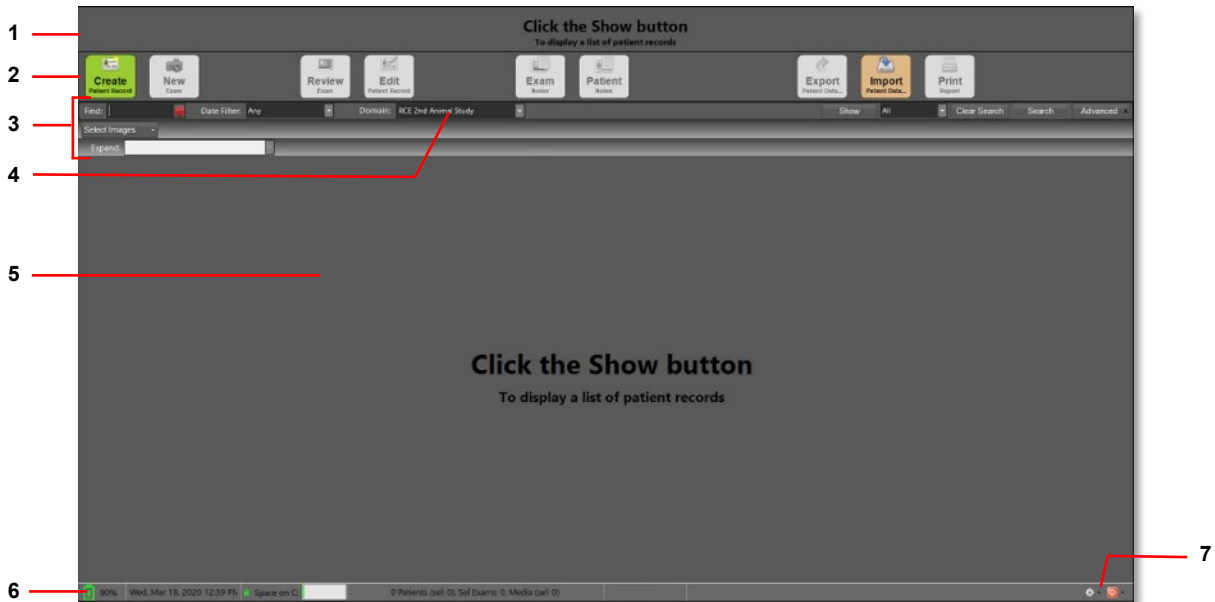 1
Click the Show button
To display a list of patient records
2
Create
Patient Record
New
Exam
Review
Exam
Edit
Patient Record
Exam
Notes
Patient
Notes
Export
Patient Data...
Import
Patient Data...
Print
Report
3
Find: Date Filter: Any Domain: RCE 2nd Animal Study Show All Clear Search Search Advanced
Select Images
Expand:
4
5
Click the Show button
To display a list of patient records
7
6
90% Wed, Mar 18, 2020 12:39 PM Space on C: 0 Patients (sel: 0), Sel Exams: 0, Media (sel: 0)